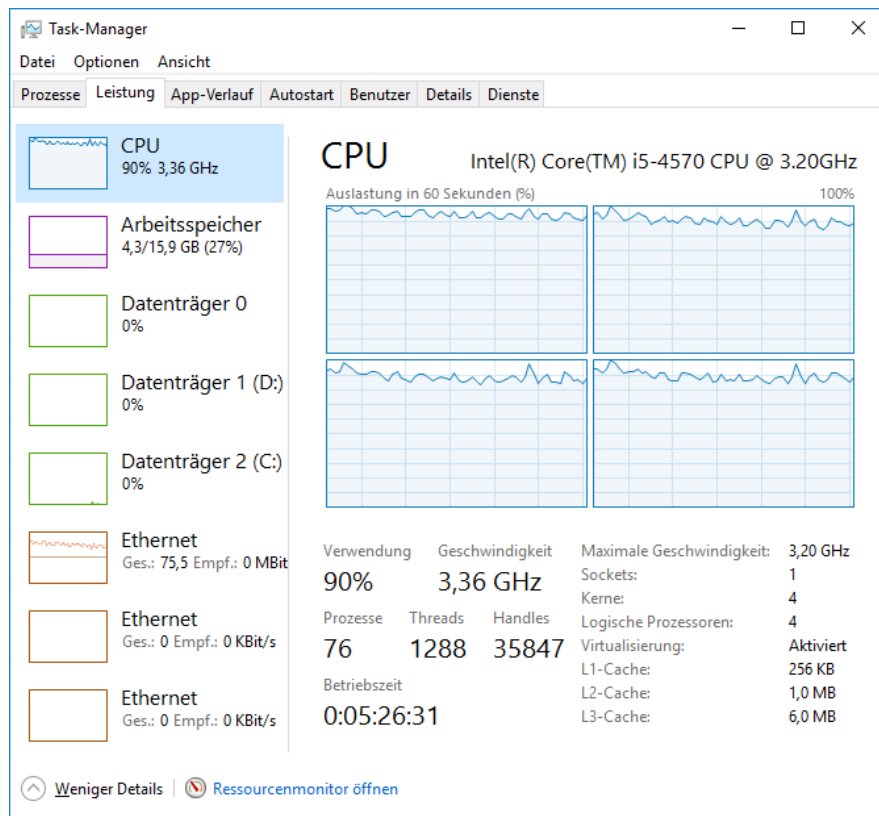 Task-Manager
Datei Optionen Ansicht
Prozesse Leistung App-Verlauf Autostart Benutzer Details Dienste
CPU
90% 3,36 GHz
Arbeitsspeicher
4,3/15,9 GB (27%)
Datenträger 0
0%
Datenträger 1 (D:)
0%
Datenträger 2 (C:)
0%
Ethernet
Ges.: 75,5 Empf.: 0 MBit
Ethernet
Ges.: 0 Empf.: 0 KBit/s
Ethernet
Ges.: 0 Empf.: 0 KBit/s
CPU Intel(R) Core(TM) i5-4570 CPU @ 3.20GHz
Auslastung in 60 Sekunden (%) 100%
Verwendung Geschwindigkeit
90% 3,36 GHz
Prozesse Threads Handles
76 1288 35847
Betriebszeit
0:05:26:31
Maximale Geschwindigkeit: 3,20 GHz
Sockets: 1
Kerne: 4
Logische Prozessoren: 4
Virtualisierung: Aktiviert
L1-Cache: 256 KB
L2-Cache: 1,0 MB
L3-Cache: 6,0 MB
Weniger Details Ressourcenmonitor öffnen